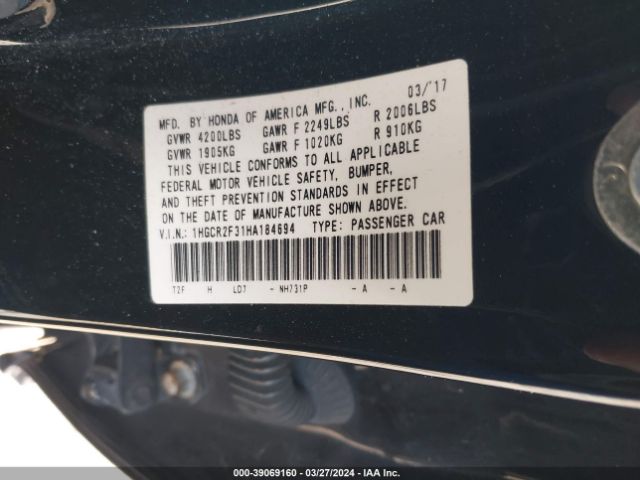 MFD. BY HONDA OF AMERICA MFG., INC. 03/'17
GVWR 4200LBS GAWR F 2249LBS R 2006LBS
GVWR 1905KG GAWR F 1020KG R 910KG
THIS VEHICLE CONFORMS TO ALL APPLICABLE
FEDERAL MOTOR VEHICLE SAFETY, BUMPER,
AND THEFT PREVENTION STANDARDS IN EFFECT
ON THE DATE OF MANUFACTURE SHOWN ABOVE.
V.I.N.: 1HGCR2F31HA184694 TYPE: PASSENGER CAR
T2F H LD7 - NH731P - A - A
000-39069160 - 03/27/2024 - IAA Inc.